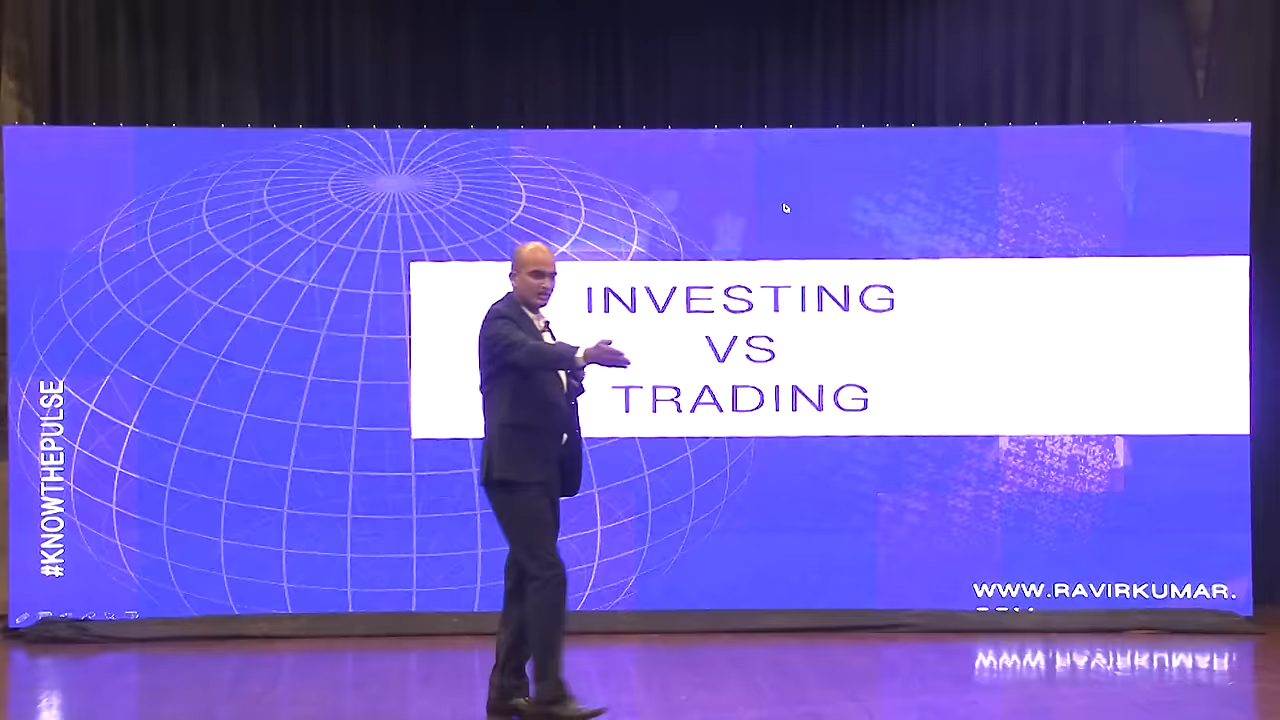 INVESTING
VS
TRADING
#KNOWTHEPULSE
WWW.RAVIRKUMAR.